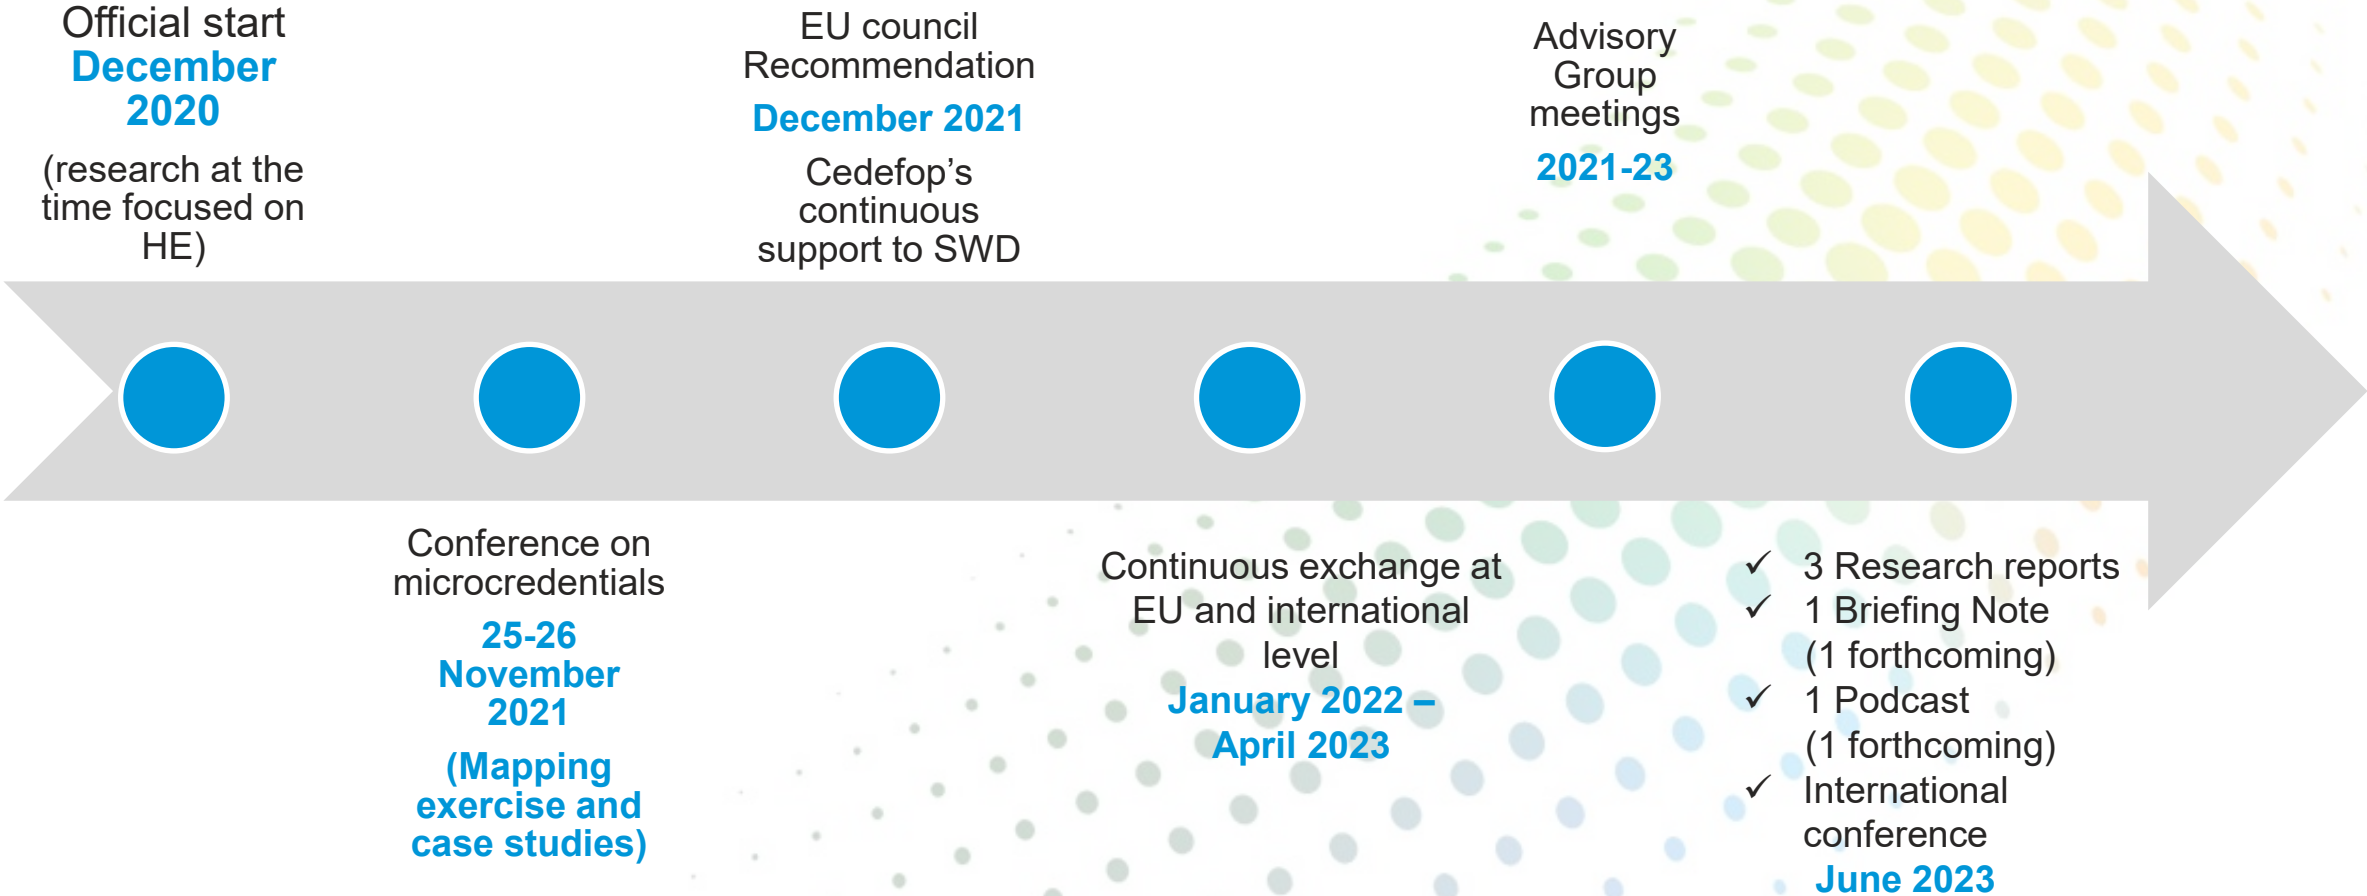 Official start
December
2020
(research at the
time focused on
HE)
Conference on
microcredentials
25-26
November
2021
(Mapping
exercise and
case studies)
EU council
Recommendation
December 2021
Cedefop’s
continuous
support to SWD
Continuous exchange at
EU and international
level
January 2022 –
April 2023
Advisory
Group
meetings
2021-23
✓ 3 Research reports
✓ 1 Briefing Note
(1 forthcoming)
✓ 1 Podcast
(1 forthcoming)
✓ International
conference
June 2023